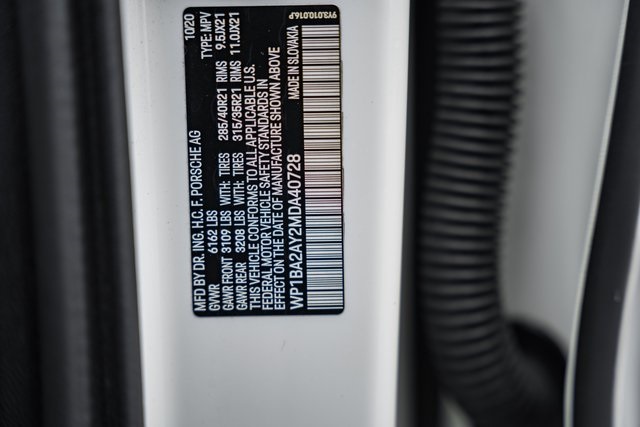 MFD BY DR. ING. H.C. F. PORSCHE AG 10/20
GVWR 6162 LBS TYPE: MPV
GAWR FRONT 3109 LBS WITH: TIRES 285/40R21 RIMS 9.5JX21
GAWR REAR 3208 LBS WITH: TIRES 315/35R21 RIMS 11.0JX21
THIS VEHICLE CONFORMS TO ALL APPLICABLE U.S.
FEDERAL MOTOR VEHICLE SAFETY STANDARDS IN
EFFECT ON THE DATE OF MANUFACTURE SHOWN ABOVE
WP1BA2AY2MDA40728 MADE IN SLOVAKIA
9Y3.010.016.P